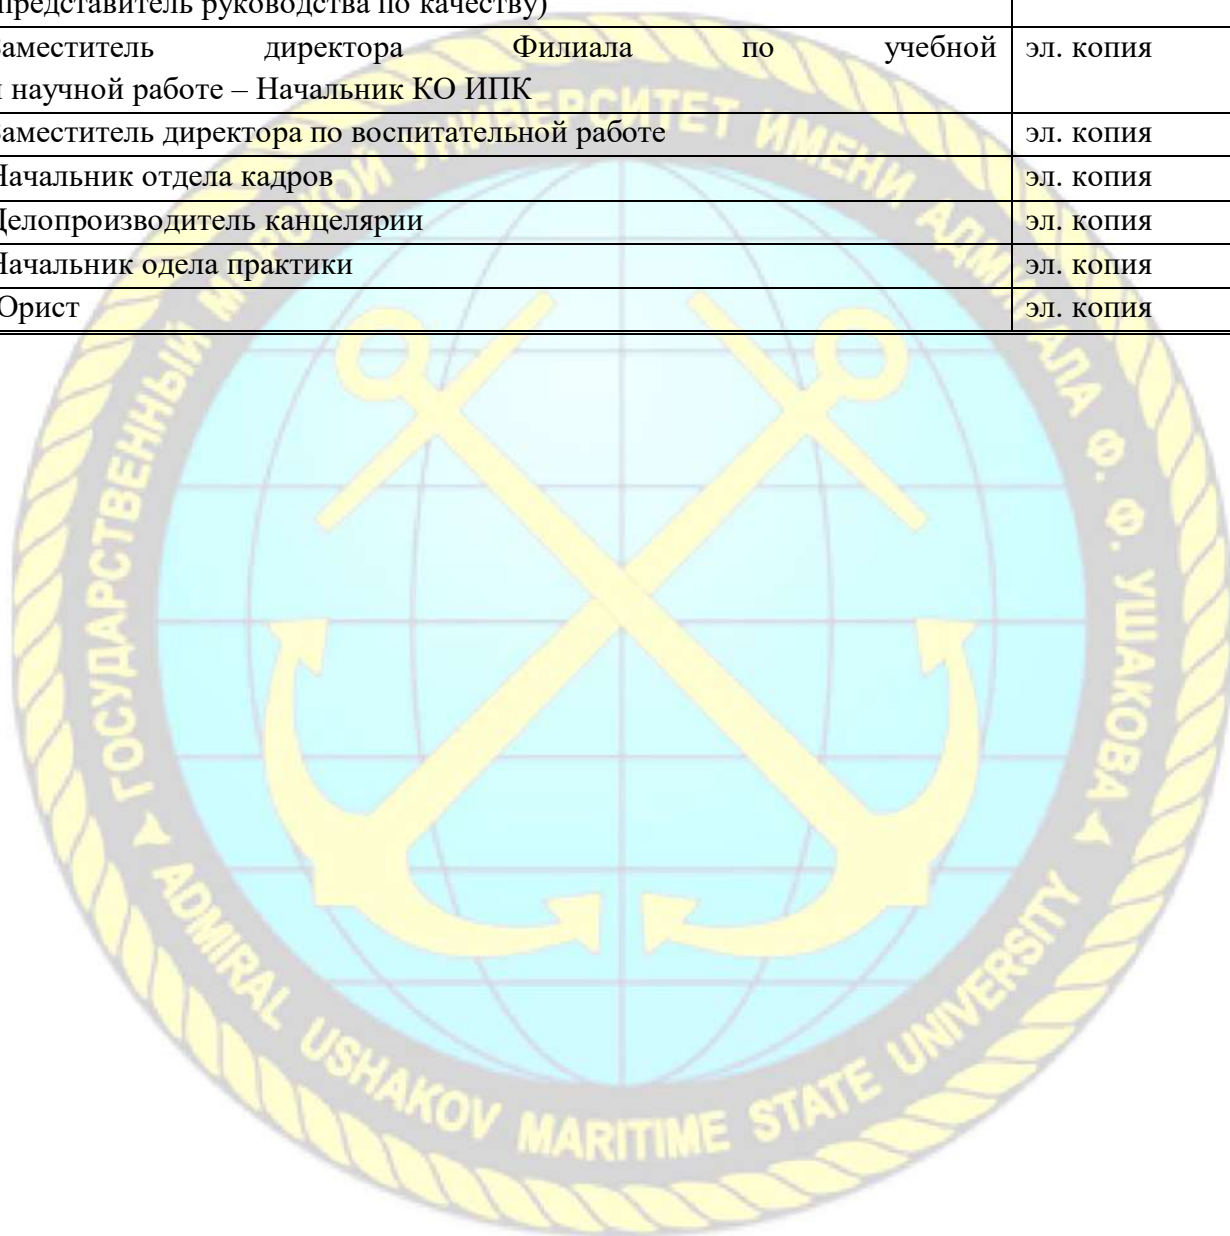 представитель руководства по качеству)
аместитель директора Филиала по учебной эл. копия
научной работе – Начальник КО ИПК
аместитель директора по воспитательной работе эл. копия
Начальник отдела кадров эл. копия
Делопроизводитель канцелярии эл. копия
Начальник одела практики эл. копия
Юрист эл. копия
ГОСУДАРСТВЕННЫЙ МОРСКОЙ УНИВЕРСИТЕТ ИМЕНИ АДМИРАЛА Ф. Ф. УШАКОВА
ADMIRAL USHAKOV MARITIME STATE UNIVERSITY